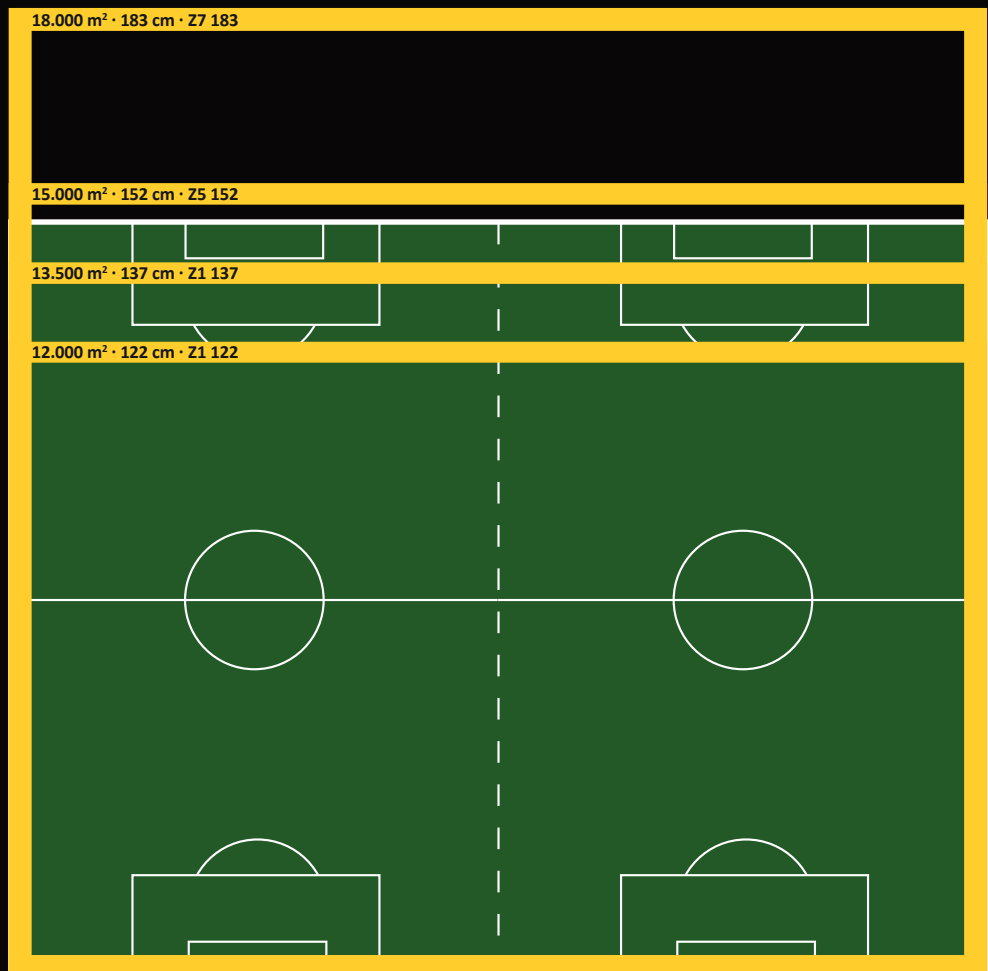 18.000 m² · 183 cm · Z7 183
15.000 m² · 152 cm · Z5 152
13.500 m² · 137 cm · Z1 137
12.000 m² · 122 cm · Z1 122